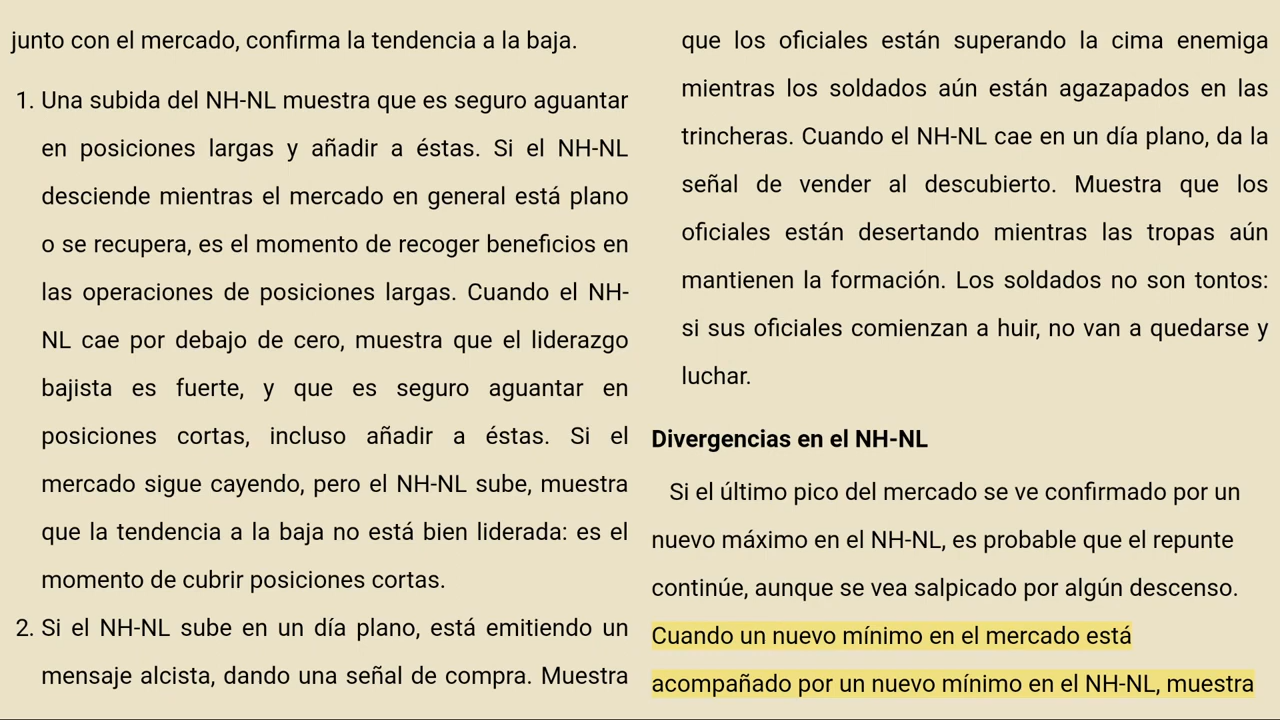 junto con el mercado, confirma la tendencia a la baja.
1. Una subida del NH-NL muestra que es seguro aguantar
en posiciones largas y añadir a éstas. Si el NH-NL
desciende mientras el mercado en general está plano
o se recupera, es el momento de recoger beneficios en
las operaciones de posiciones largas. Cuando el NH-
NL cae por debajo de cero, muestra que el liderazgo
bajista es fuerte, y que es seguro aguantar en
posiciones cortas, incluso añadir a éstas. Si el
mercado sigue cayendo, pero el NH-NL sube, muestra
que la tendencia a la baja no está bien liderada: es el
momento de cubrir posiciones cortas.
2. Si el NH-NL sube en un día plano, está emitiendo un
mensaje alcista, dando una señal de compra. Muestra
que los oficiales están superando la cima enemiga
mientras los soldados aún están agazapados en las
trincheras. Cuando el NH-NL cae en un día plano, da la
señal de vender al descubierto. Muestra que los
oficiales están desertando mientras las tropas aún
mantienen la formación. Los soldados no son tontos:
si sus oficiales comienzan a huir, no van a quedarse y
luchar.
Divergencias en el NH-NL
Si el último pico del mercado se ve confirmado por un
nuevo máximo en el NH-NL, es probable que el repunte
continúe, aunque se vea salpicado por algún descenso.
Cuando un nuevo mínimo en el mercado está
acompañado por un nuevo mínimo en el NH-NL, muestra